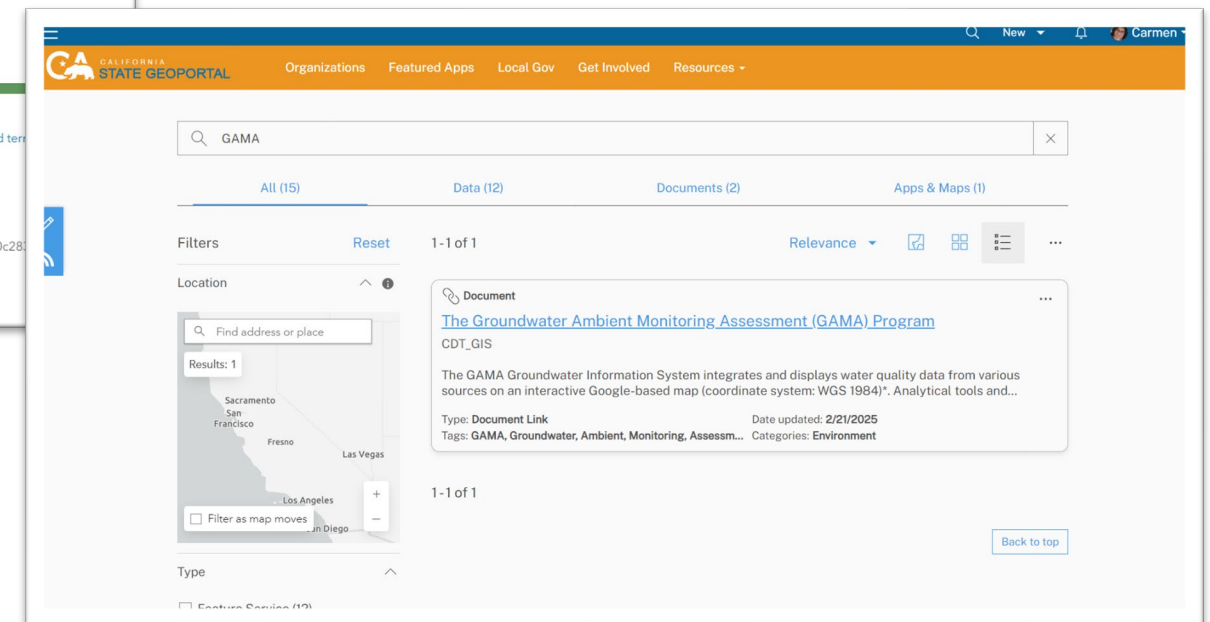 New
Carmen
CALIFORNIA
STATE GEOPORTAL
Organizations Featured Apps Local Gov Get Involved Resources
GAMA
All (15) Data (12) Documents (2) Apps & Maps (1)
Filters Reset 1 - 1 of 1 Relevance
Location
Find address or place
Results: 1
Sacramento
San
Francisco
Fresno
Las Vegas
Los Angeles
Filter as map moves
Diego
Document
The Groundwater Ambient Monitoring Assessment (GAMA) Program
CDT_GIS
The GAMA Groundwater Information System integrates and displays water quality data from various
sources on an interactive Google-based map (coordinate system: WGS 1984)*. Analytical tools and...
Type: Document Link Date updated: 2/21/2025
Tags: GAMA, Groundwater, Ambient, Monitoring, Assessm... Categories: Environment
1 - 1 of 1
Back to top
Type
Feature Service (12)